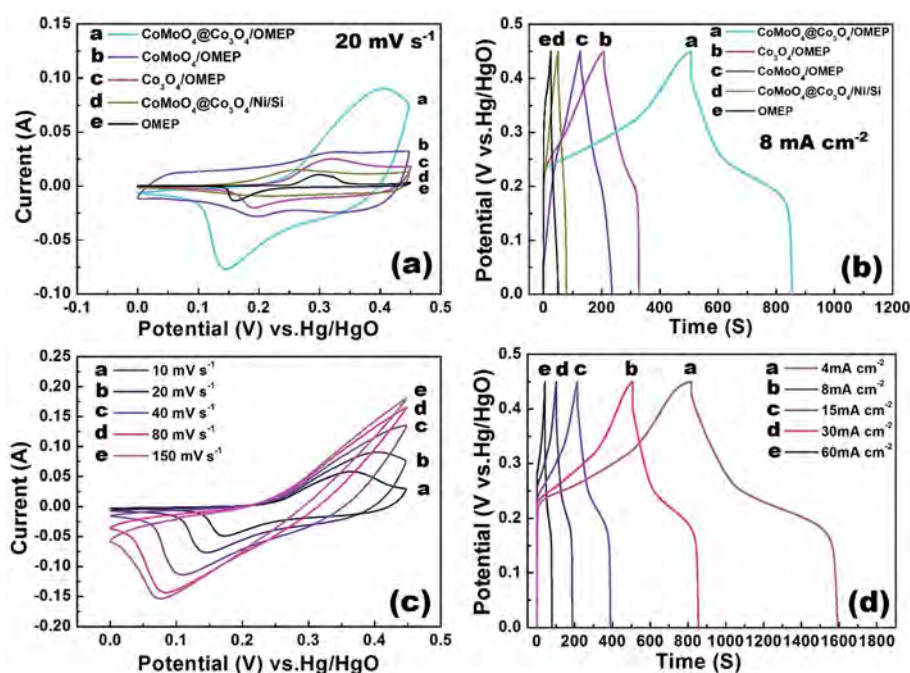 a CoMoO₄@Co₃O₄/OMEP
b CoMoO₄/OMEP
c Co₃O₄/OMEP
d CoMoO₄@Co₃O₄/Ni/Si
e OMEP
20 mV s⁻¹
a
b
c
d
e
(a)
0.15
0.10
0.05
0.00
-0.05
-0.10
Current (A)
0.0 0.1 0.2 0.3 0.4 0.5
Potential (V) vs.Hg/HgO
e d c b a
a CoMoO₄@Co₃O₄/OMEP
b Co₃O₄/OMEP
c CoMoO₄/OMEP
d CoMoO₄@Co₃O₄/Ni/Si
e OMEP
8 mA cm⁻²
(b)
0.5
0.4
0.3
0.2
0.1
0.0
Potential (V vs.Hg/HgO)
0 200 400 600 800 1000 1200
Time (S)
a 10 mV s⁻¹
b 20 mV s⁻¹
c 40 mV s⁻¹
d 80 mV s⁻¹
e 150 mV s⁻¹
e
d
c
b
a
(c)
0.25
0.20
0.15
0.10
0.05
0.00
-0.05
-0.10
-0.15
-0.20
Current (A)
0.0 0.1 0.2 0.3 0.4 0.5
Potential (V) vs.Hg/HgO
e d c b a
a 4mA cm⁻²
b 8mA cm⁻²
c 15mA cm⁻²
d 30mA cm⁻²
e 60mA cm⁻²
(d)
0.5
0.4
0.3
0.2
0.1
0.0
Potential (V vs.Hg/HgO)
0 200 400 600 800 1000 1200 1400 1600 1800
Time (S)